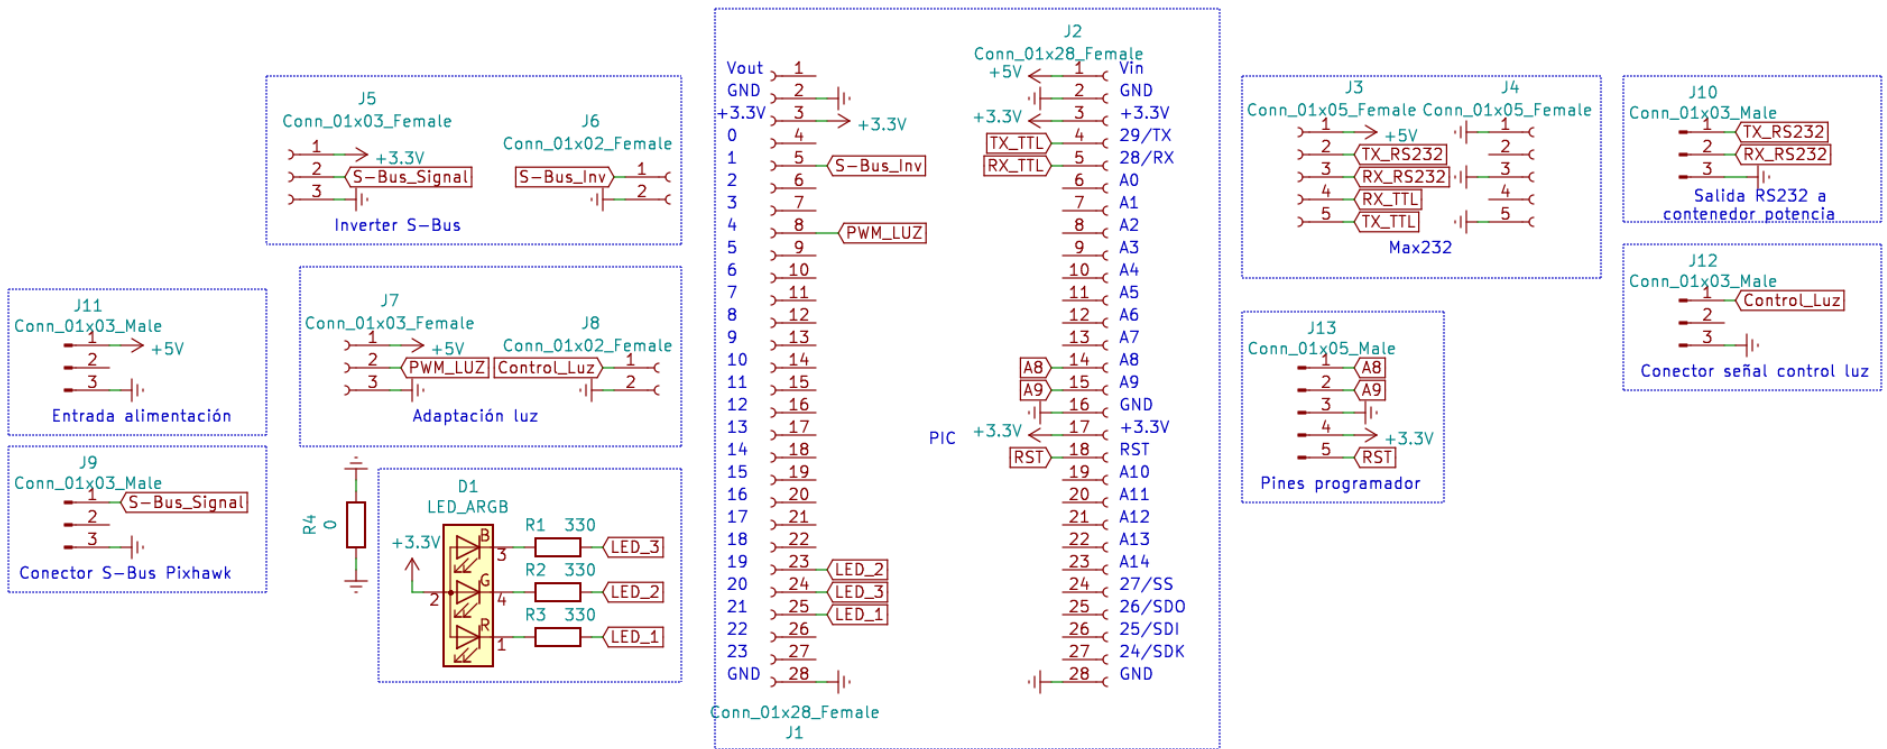 J5
Conn_01x03_Female
1
+3.3V
2
S-Bus_Signal
3
J6
Conn_01x02_Female
S-Bus_Inv
1
2
Inverter S-Bus
J11
Conn_01x03_Male
1
+5V
2
3
Entrada alimentación
J7
Conn_01x03_Female
1
+5V
2
PWM_LUZ
3
J8
Conn_01x02_Female
Control_Luz
1
2
Adaptación luz
J9
Conn_01x03_Male
1
S-Bus_Signal
2
3
Conector S-Bus Pixhawk
R4
0
D1
LED_ARGB
+3.3V
2
B
3
G
4
R
1
R1 330
LED_3
R2 330
LED_2
R3 330
LED_1
Vout 1
GND 2
+3.3V 3 +3.3V
0 4
1 5 S-Bus_Inv
2 6
3 7
4 8 PWM_LUZ
5 9
6 10
7 11
8 12
9 13
10 14
11 15
12 16
13 17
14 18
15 19
16 20
17 21
18 22
19 23 LED_2
20 24 LED_3
21 25 LED_1
22 26
23 27
GND 28
Conn_01x28_Female
J1
PIC
J2
Conn_01x28_Female
+5V 1 Vin
2 GND
+3.3V 3 +3.3V
TX_TTL 4 29/TX
RX_TTL 5 28/RX
6 A0
7 A1
8 A2
9 A3
10 A4
11 A5
12 A6
13 A7
A8 14 A8
A9 15 A9
16 GND
+3.3V 17 +3.3V
RST 18 RST
19 A10
20 A11
21 A12
22 A13
23 A14
24 27/SS
25 26/SDO
26 25/SDI
27 24/SDK
28 GND
J3
Conn_01x05_Female
1 +5V
2 TX_RS232
3 RX_RS232
4 RX_TTL
5 TX_TTL
J4
Conn_01x05_Female
1
2
3
4
5
Max232
J10
Conn_01x03_Male
1 TX_RS232
2 RX_RS232
3
Salida RS232 a
contenedor potencia
J12
Conn_01x03_Male
1 Control_Luz
2
3
Conector señal control luz
J13
Conn_01x05_Male
1 A8
2 A9
3
4 +3.3V
5 RST
Pines programador